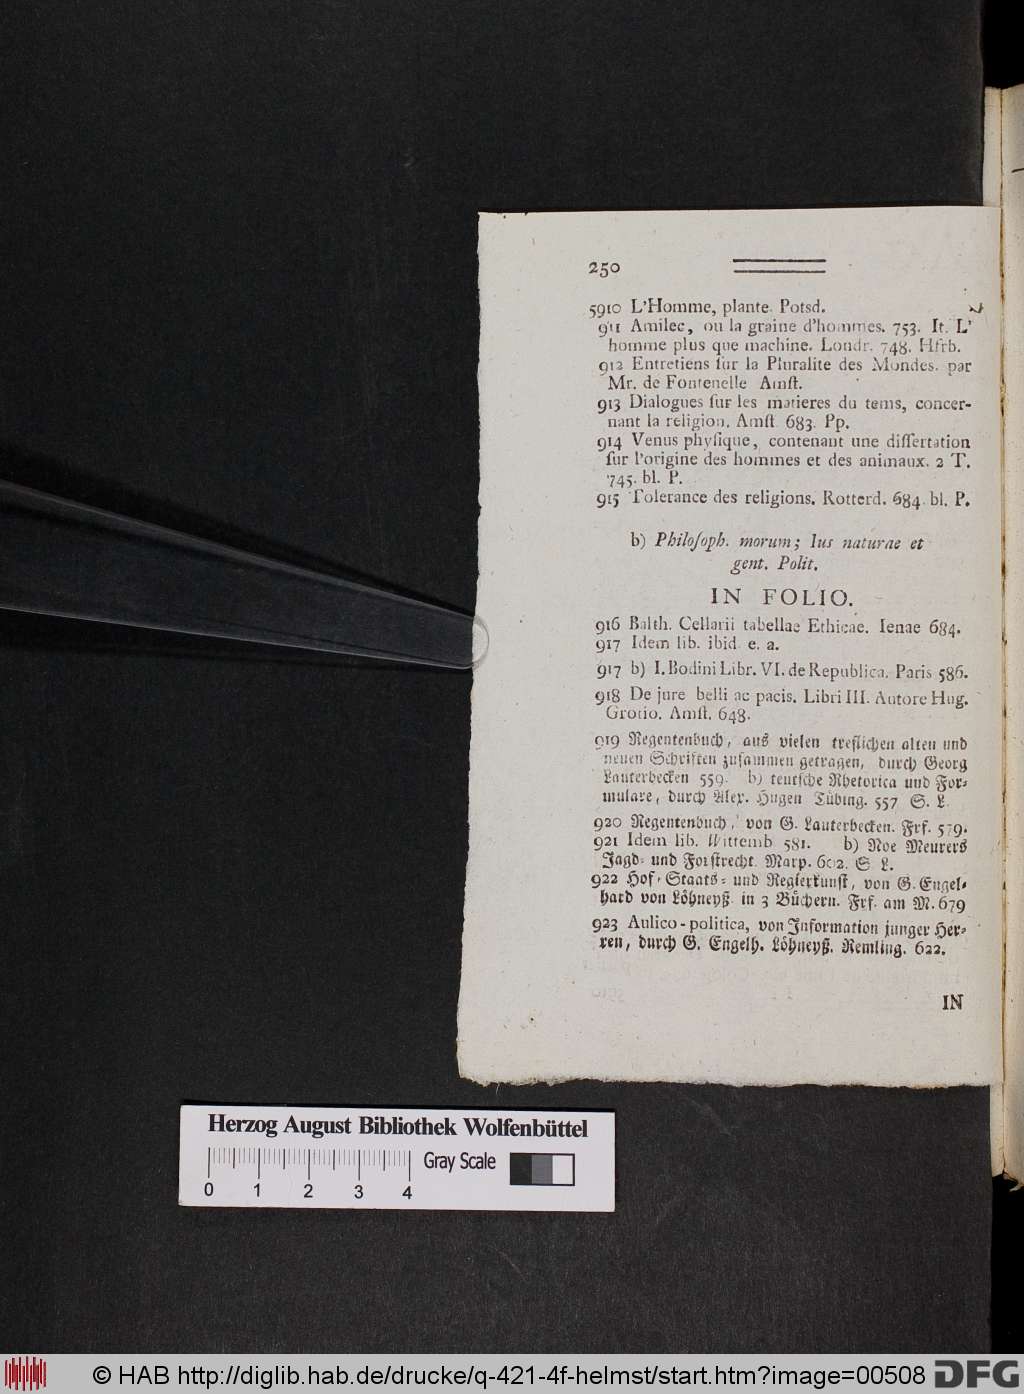 250
5910 L'Homme, plante. Potsd.
911 Amilec, ou la graine d'hommes. 753. It. L'
homme plus que machine. Londr. 748. Hfrb.
912 Entretiens ſur la Pluralite des Mondes. par
Mr. de Fontenelle Amſt.
913 Dialogues ſur les matieres du tems, concer-
nant la religion. Amſt. 683. Pp.
914 Venus phyſique, contenant une diſſertation
ſur l'origine des hommes et des animaux. 2 T.
745. bl. P.
915 Tolerance des religions. Rotterd. 684. bl. P.
b) Philoſoph. morum; Ius naturae et
gent. Polit.
IN FOLIO.
916 Balth. Cellarii tabellae Ethicae. Ienae 684.
917 Idem lib. ibid. e. a.
917 b) I. Bodini Libr. VI. de Republica. Paris 586.
918 De jure belli ac pacis. Libri III. Autore Hug.
Grotio. Amſt. 648.
919 Regentenbuch, aus vielen treflichen alten und
neuen Schriften zuſammen getragen, durch Georg
Lauterbecken 559. b) teutſche Rhetorica und For-
mulare, durch Alex. Hugen Tübing. 557 S. L.
920 Regentenbuch, von G. Lauterbecken. Frf. 579.
921 Idem lib. Wittemb 581. b) Noe Meurers
Jagd- und Forſtrecht. Marp. 602. S L.
922 Hof- Staats- und Regierkunſt, von G. Engel-
hard von Löhneyß in 3 Büchern. Frf. am M. 679
923 Aulico-politica, von Information junger Her-
ren, durch G. Engelh. Löhneyß. Remling. 622.
IN
Herzog August Bibliothek Wolfenbüttel
Gray Scale
0 1 2 3 4
© HAB http://diglib.hab.de/drucke/q-421-4f-helmst/start.htm?image=00508 DFG